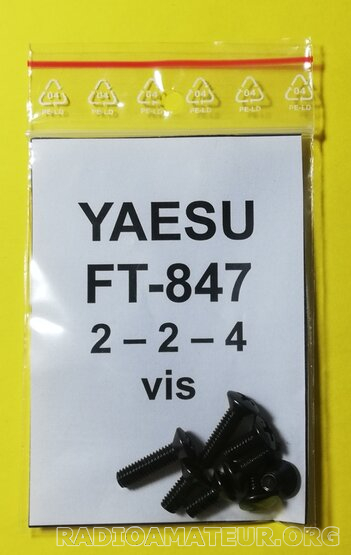 04 04 04 04 04 04
PE-LD PE-LD PE-LD PE-LD PE-LD PE-LD
YAESU
FT-847
2 – 2 – 4
vis
RADIOAMATEUR.ORG